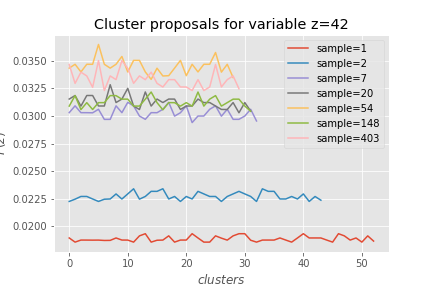 Cluster proposals for variable z=42
sample=1
sample=2
sample=7
sample=20
sample=54
sample=148
sample=403
0.0350
0.0325
0.0300
0.0275
0.0250
0.0225
0.0200
0 10 20 30 40 50
clusters